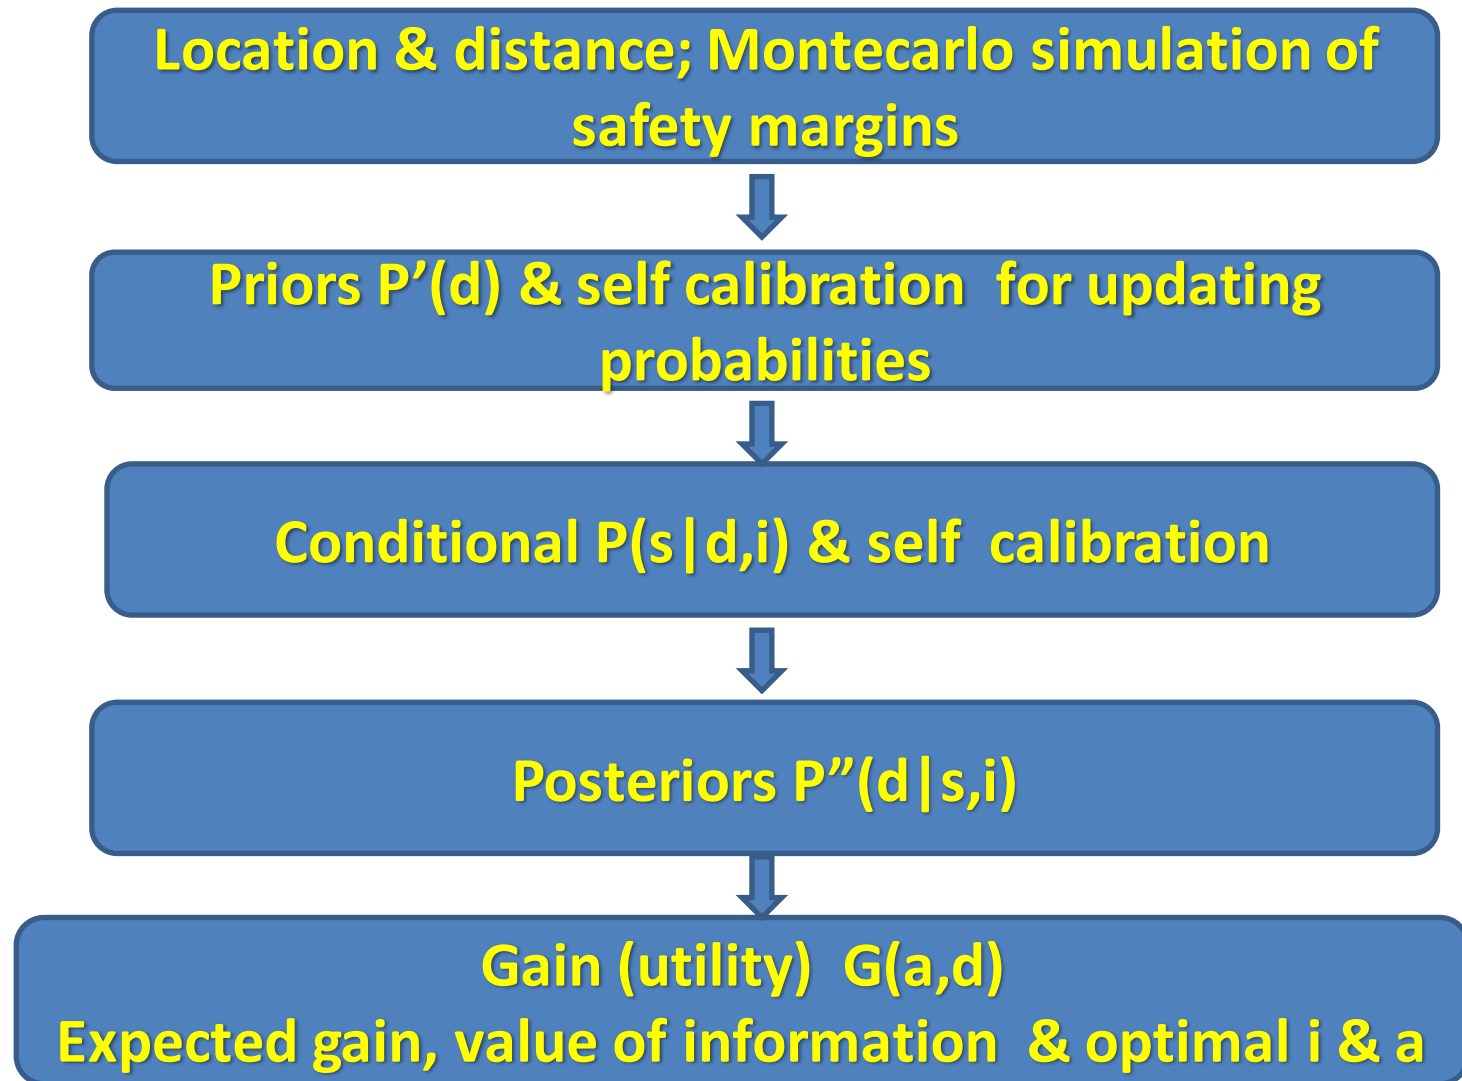 Location & distance; Montecarlo simulation of
safety margins
Priors P’(d) & self calibration  for updating
probabilities
Conditional P(s|d,i) & self  calibration
Posteriors P”(d|s,i)
Gain (utility)  G(a,d)
Expected gain, value of information  & optimal i & a